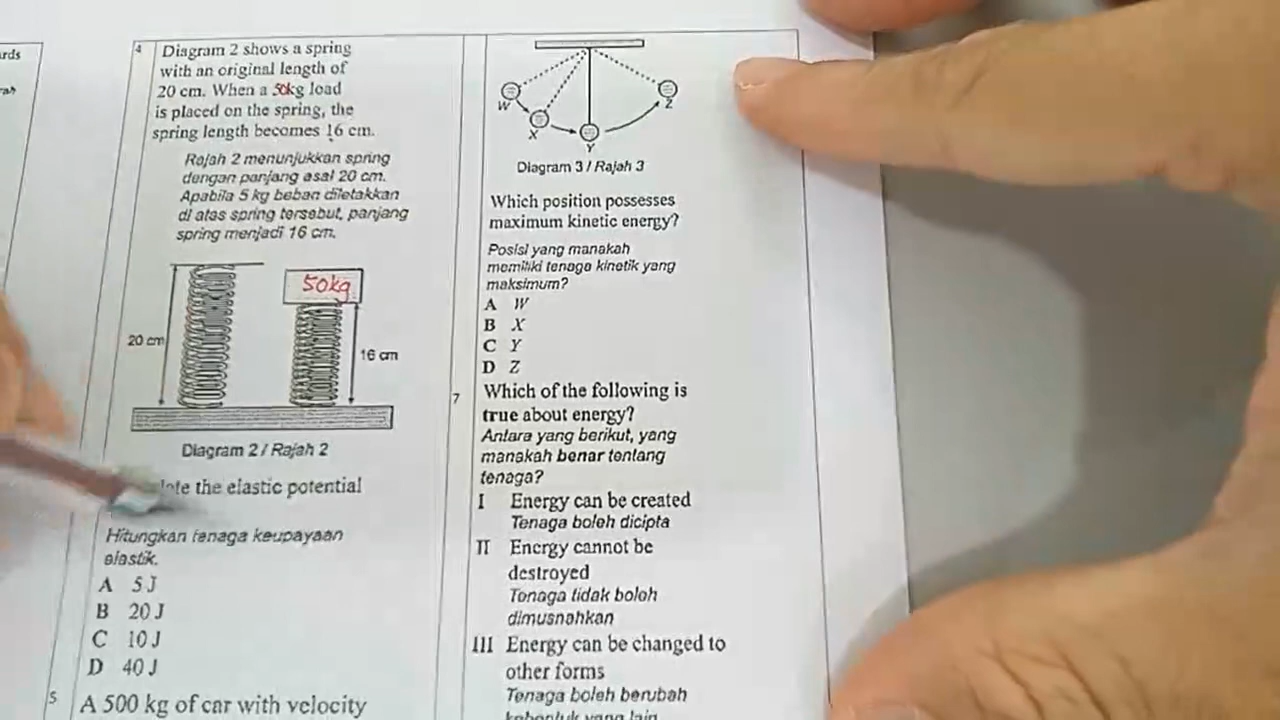 ards
4
Diagram 2 shows a spring
with an original length of
20 cm. When a 50kg load
is placed on the spring, the
spring length becomes 16 cm.
Rajah 2 menunjukkan spring
dengan panjang asal 20 cm.
Apabila 5 kg beban diletakkan
di atas spring tersebut, panjang
spring menjadi 16 cm.
50kg
20 cm
16 cm
Diagram 2 / Rajah 2
the elastic potential
Hitungkan tenaga keupayaan
elastik.
A 5 J
B 20 J
C 10 J
D 40 J
5 A 500 kg of car with velocity
W
X
Y
Z
Diagram 3 / Rajah 3
Which position possesses
maximum kinetic energy?
Posisi yang manakah
memiliki tenaga kinetik yang
maksimum?
A W
B X
C Y
D Z
7 Which of the following is
true about energy?
Antara yang berikut, yang
manakah benar tentang
tenaga?
I Energy can be created
Tenaga boleh dicipta
II Energy cannot be
destroyed
Tenaga tidak boleh
dimusnahkan
III Energy can be changed to
other forms
Tenaga boleh berubah
kebentuk yang lain